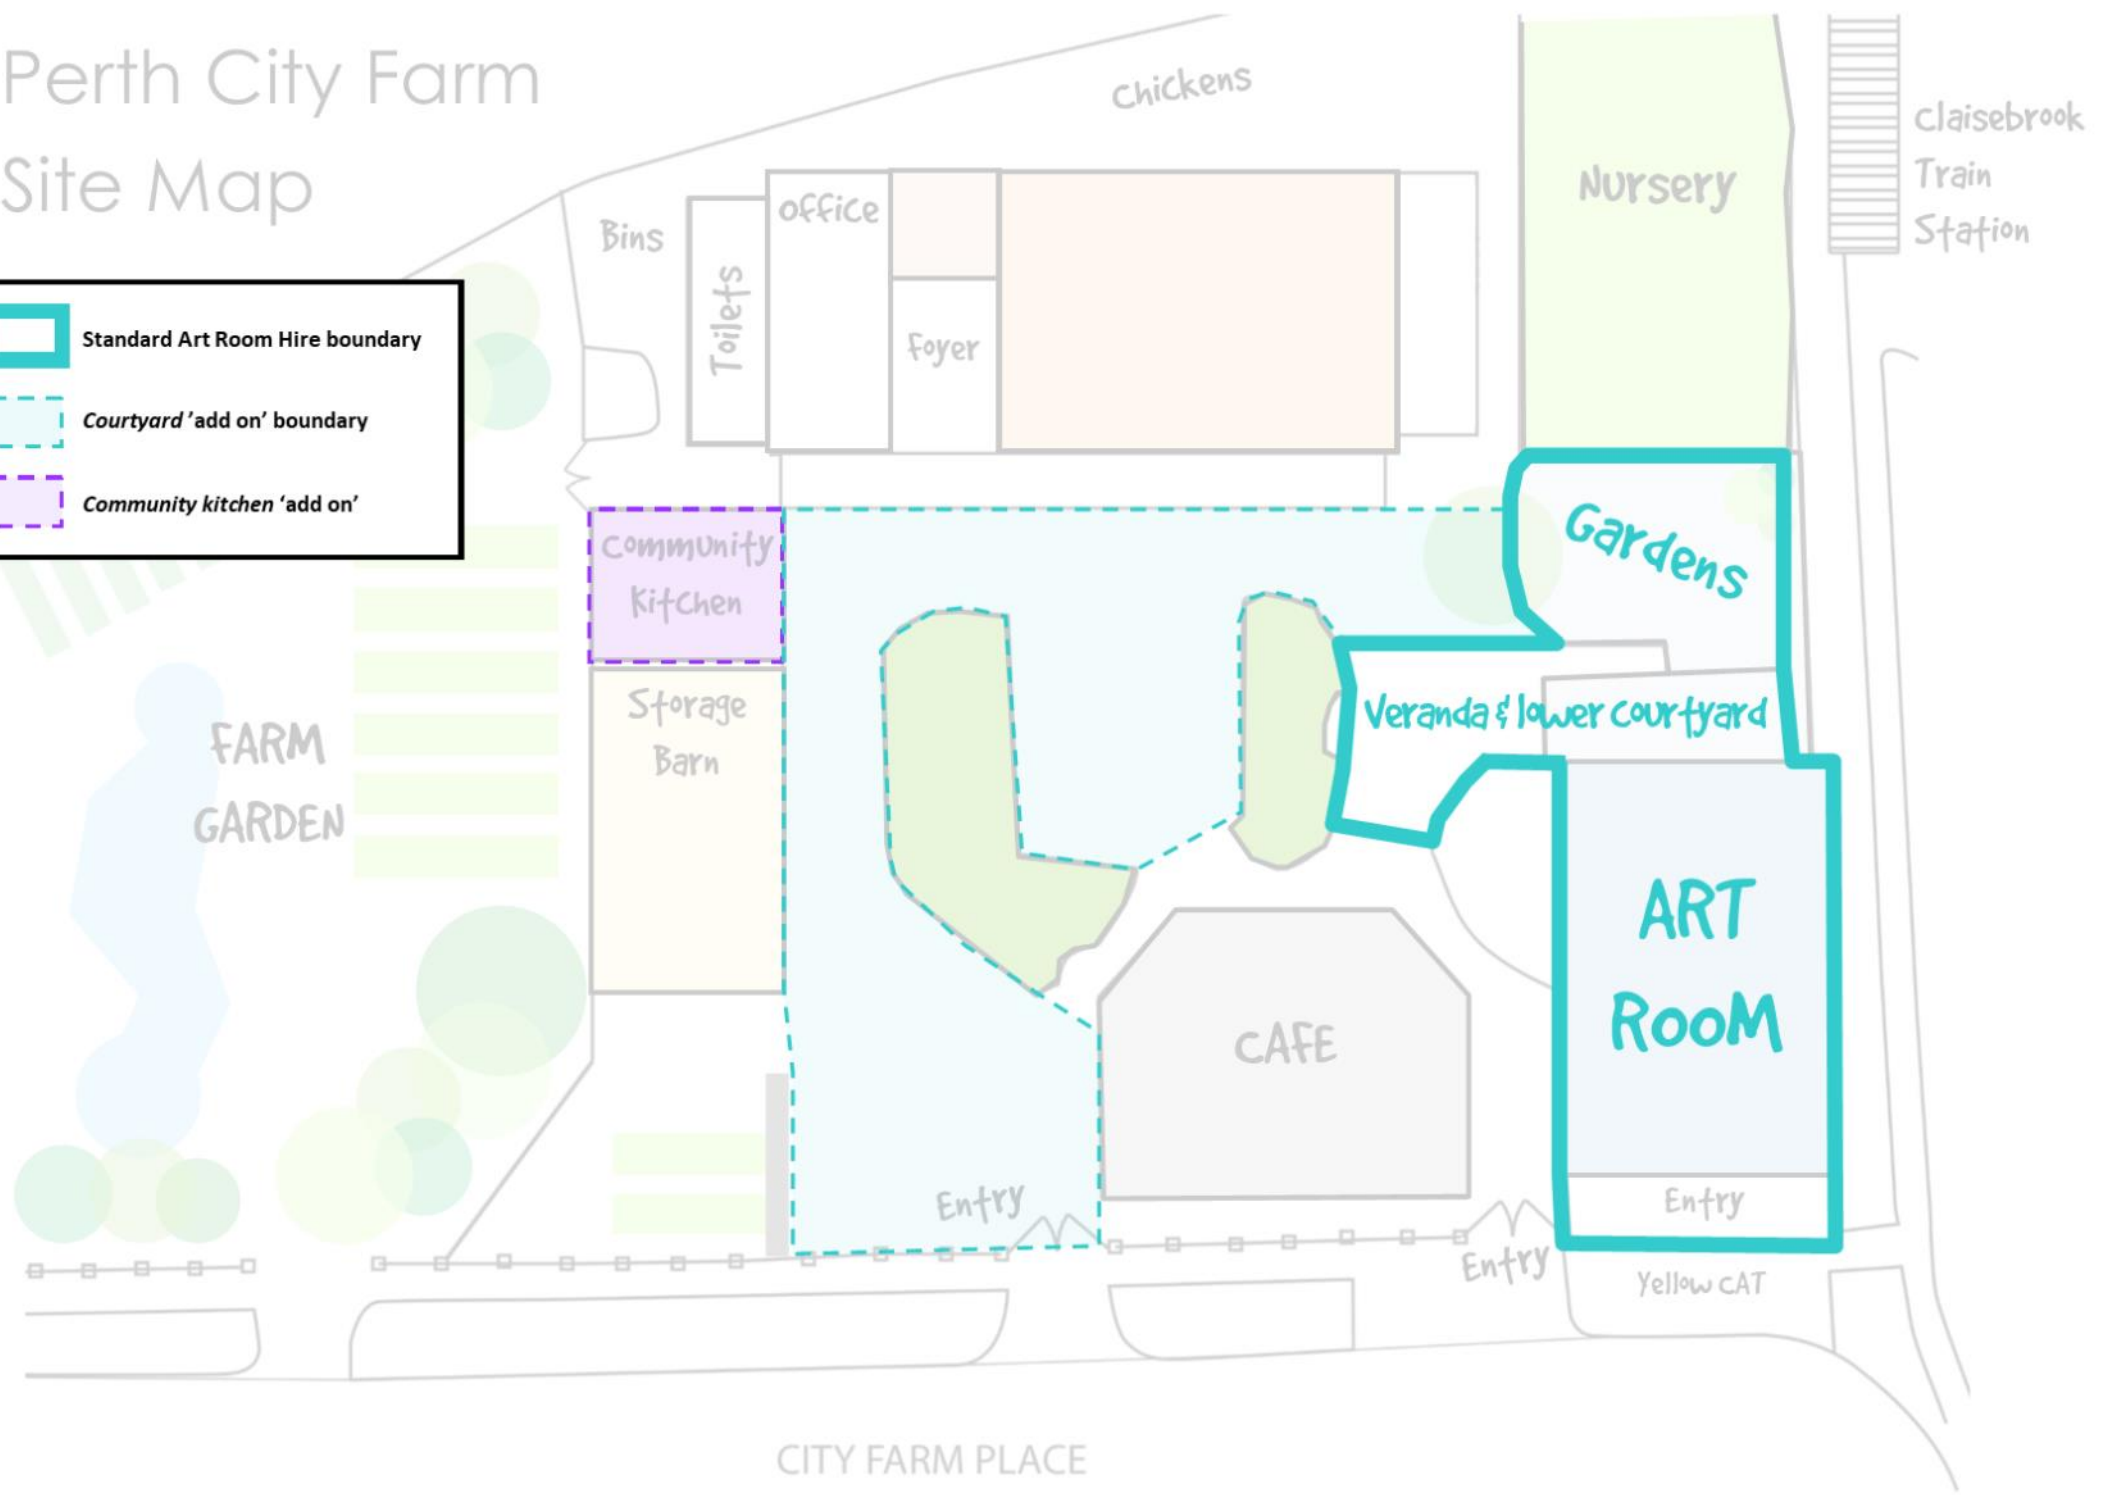 Perth City Farm
Site Map
Standard Art Room Hire boundary
Courtyard ’add on’ boundary
Community kitchen ‘add on’
Chickens
Nursery
Claisebrook
Train
Station
Bins
Toilets
Office
Foyer
Community
Kitchen
Gardens
Storage
Barn
Veranda & lower courtyard
FARM
GARDEN
ART
ROOM
CAFE
Entry
Entry
Entry
Yellow CAT
CITY FARM PLACE